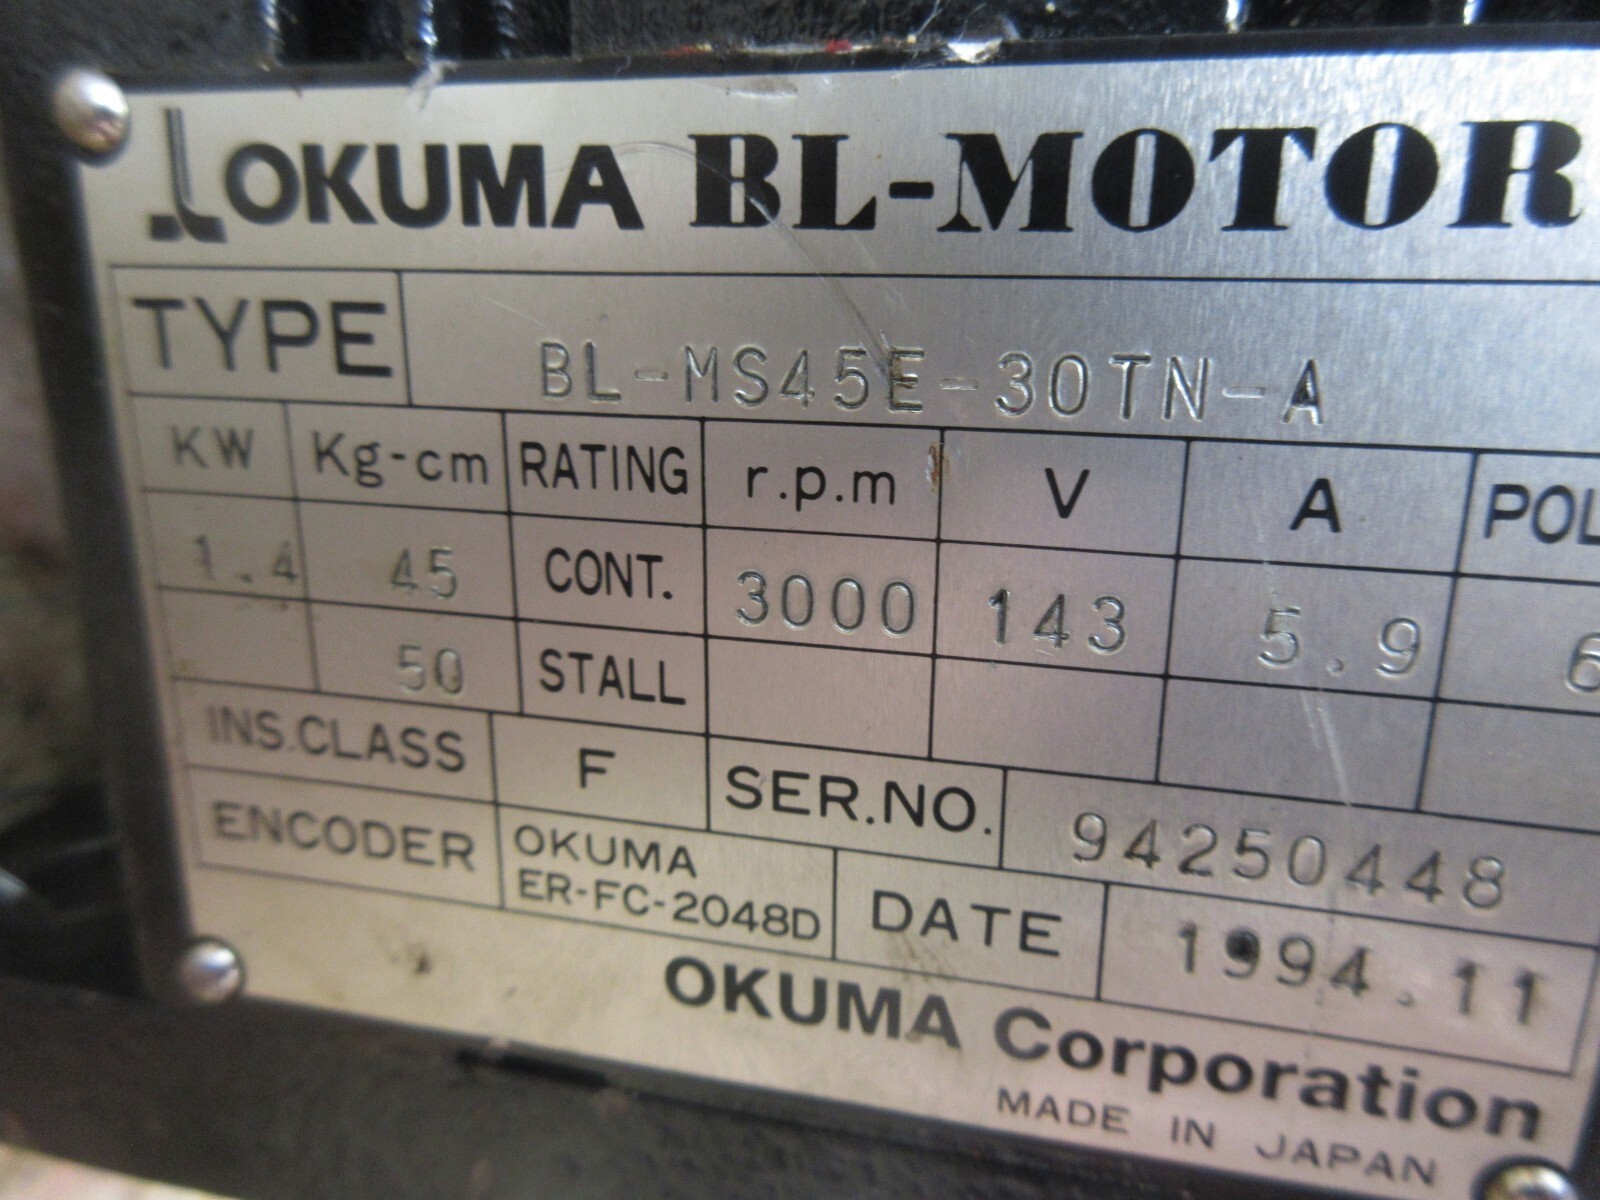 OKUMA BL-MOTOR
TYPE BL-MS45E-30TN-A
KW Kg-cm RATING r.p.m V A POL
1.4 45 CONT. 3000 143 5.9 6
50 STALL
INS.CLASS F SER.NO. 94250448
ENCODER OKUMA
ER-FC-2048D DATE 1994.11
OKUMA Corporation
MADE IN JAPAN